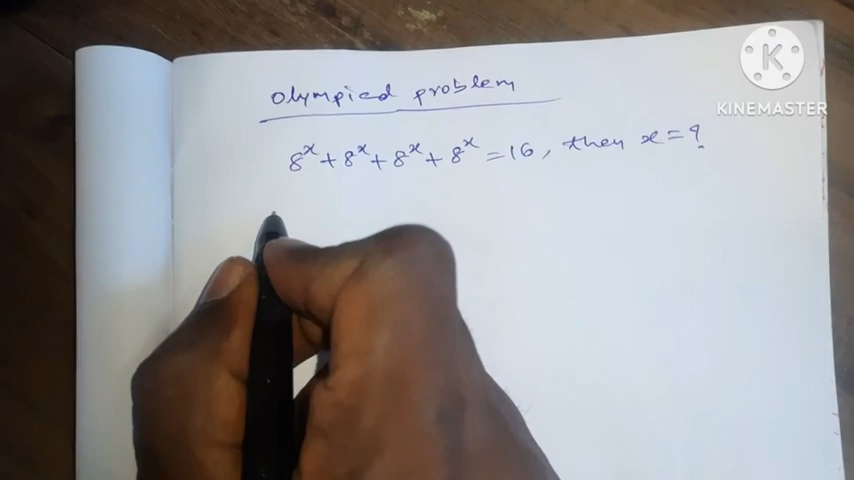 K
KINEMASTER
Olympiad problem
8^x + 8^x + 8^x + 8^x = 16, then x = ?